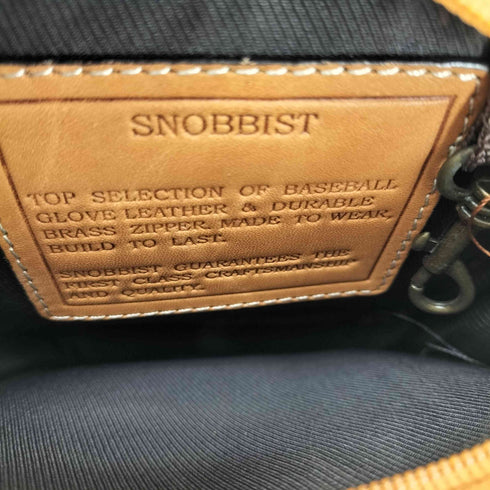 SNOBBIST
TOP SELECTION OF BASEBALL
GLOVE LEATHER & DURABLE
BRASS ZIPPER, MADE TO WEAR,
BUILD TO LAST.
SNOBBIST GUARANTEES THE
FIRST CLASS CRAFTSMANSHIP
AND QUALITY.